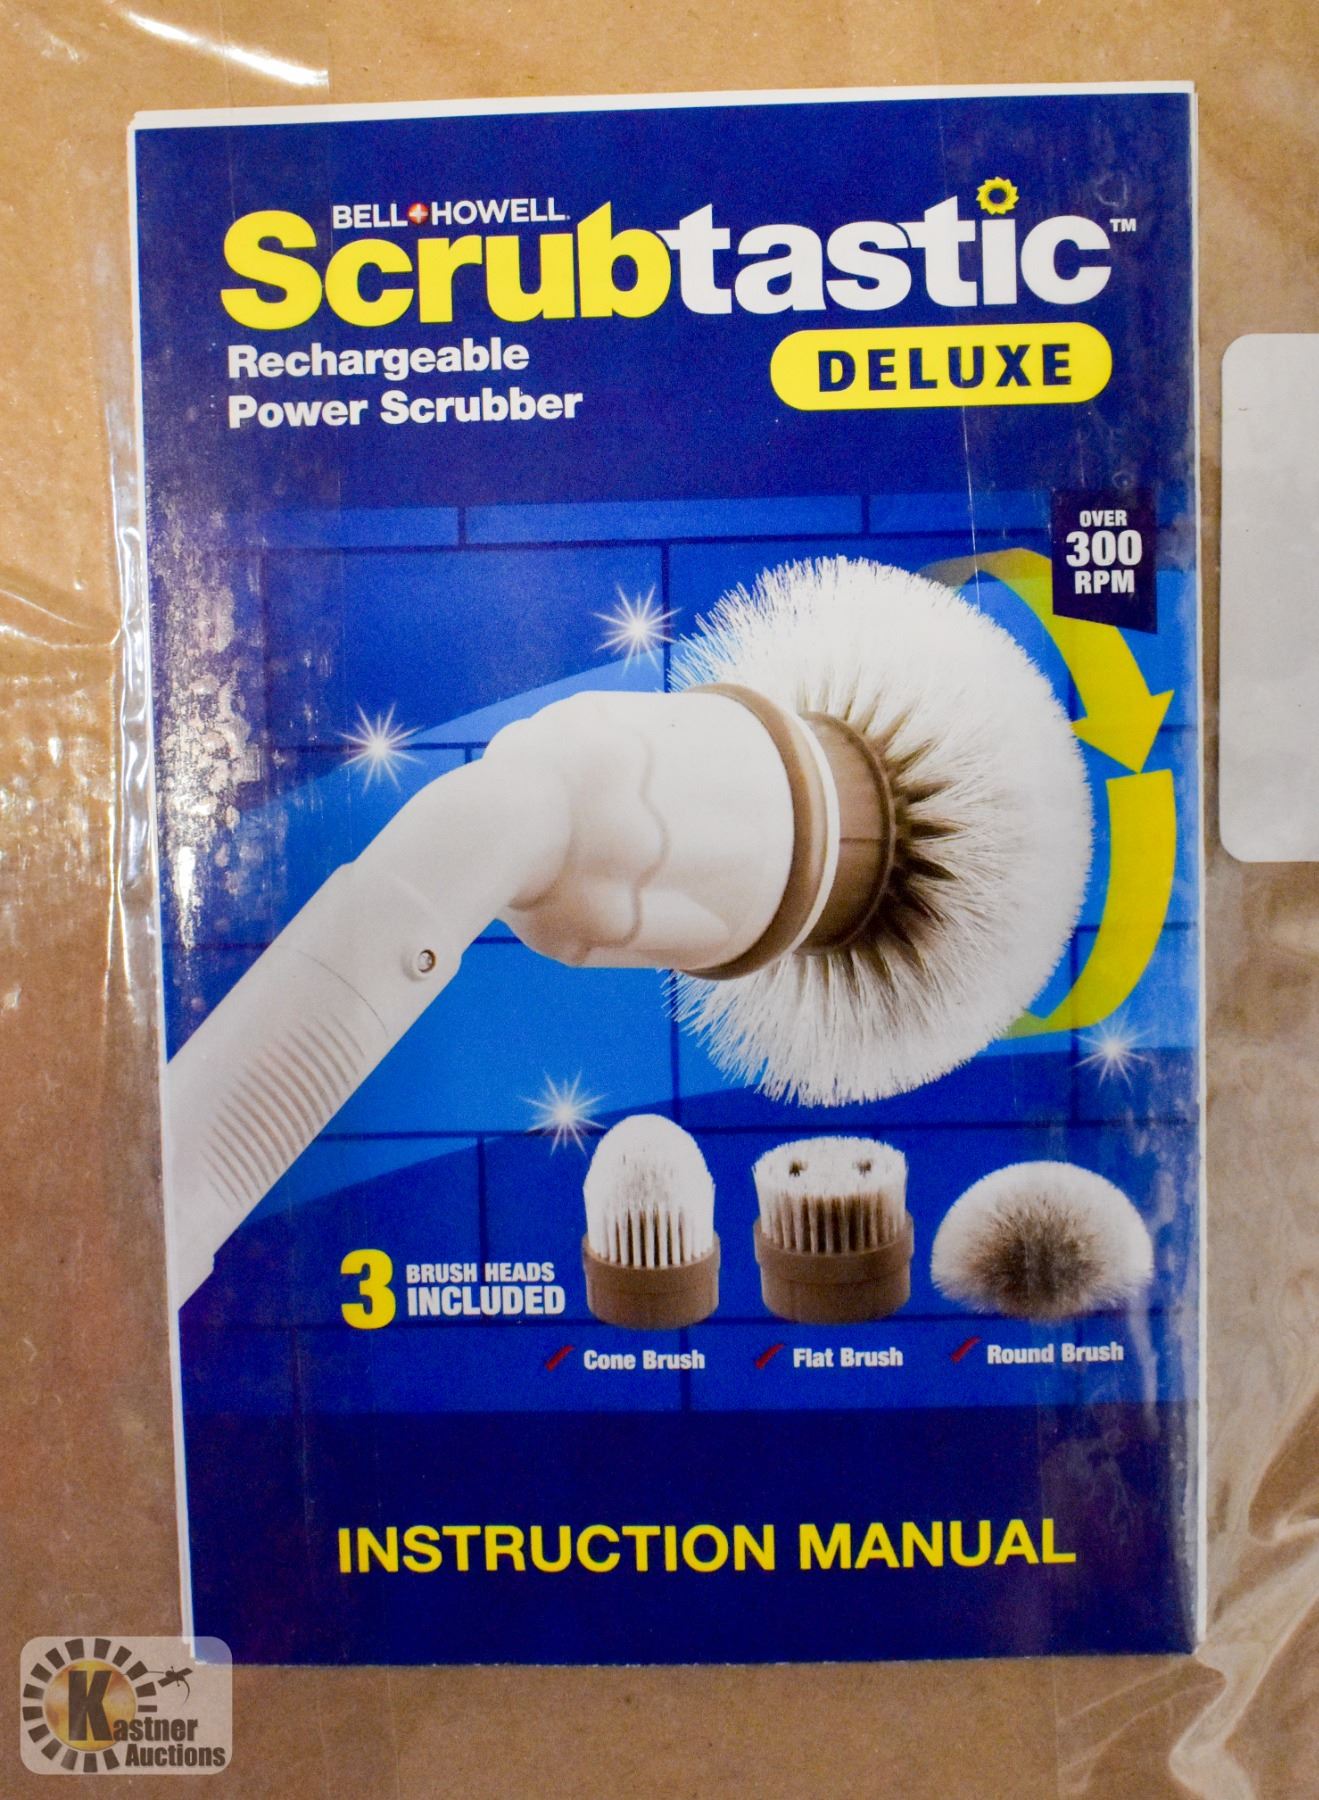 BELL+HOWELL
Scrubtastic™
Rechargeable
Power Scrubber
DELUXE
OVER
300
RPM
3 BRUSH HEADS
INCLUDED
Cone Brush
Flat Brush
Round Brush
INSTRUCTION MANUAL
Kastner
Auctions